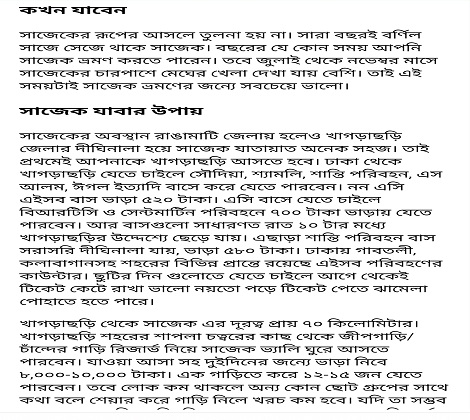 কখন যাবেন
সাজেকের রূপের আসলে তুলনা হয় না। সারা বছরই বর্ণিল
সাজে সেজে থাকে সাজেক। বছরের যে কোন সময় আপনি
সাজেক ভ্রমণ করতে পারেন। তবে জুলাই থেকে নভেম্বর মাসে
সাজেকের চারপাশে মেঘের খেলা দেখা যায় বেশি। তাই এই
সময়টাই সাজেক ভ্রমণের জন্যে সবচেয়ে ভালো।
সাজেক যাবার উপায়
সাজেকের অবস্থান রাঙামাটি জেলায় হলেও খাগড়াছড়ি
জেলার দীঘিনালা হয়ে সাজেক যাতায়াত অনেক সহজ। তাই
প্রথমেই আপনাকে খাগড়াছড়ি আসতে হবে। ঢাকা থেকে
খাগড়াছড়ি যেতে চাইলে সৌদিয়া, শ্যামলি, শান্তি পরিবহন, এস
আলম, ঈগল ইত্যাদি বাসে করে যেতে পারবেন। নন এসি
এইসব বাস ভাড়া ৫২০ টাকা। এসি বাসে যেতে চাইলে
বিআরটিসি ও সেন্টমার্টিন পরিবহনে ৭০০ টাকা ভাড়ায় যেতে
পারবেন। আর বাসগুলো সাধারণত রাত ১০ টার মধ্যে
খাগড়াছড়ির উদ্দেশ্যে ছেড়ে যায়। এছাড়া শান্তি পরিবহন বাস
সরাসরি দীঘিনালা যায়, ভাড়া ৫৮০ টাকা। ঢাকায় গাবতলী,
কলাবাগানসহ শহরের বিভিন্ন প্রান্তে রয়েছে এইসব পরিবহণের
কাউন্টার। ছুটির দিন গুলোতে যেতে চাইলে আগে থেকেই
টিকেট কেটে রাখা ভালো নয়তো পড়ে টিকেট পেতে ঝামেলা
পোহাতে হতে পারে।
খাগড়াছড়ি থেকে সাজেক এর দূরত্ব প্রায় ৭০ কিলোমিটার।
খাগড়াছড়ি শহরের শাপলা চত্বরের কাছ থেকে জীপগাড়ি/
চাঁন্দের গাড়ি রিজার্ভ নিয়ে সাজেক ভ্যালি ঘুরে আসতে
পারবেন। যাওয়া আসা সহ দুইদিনের জন্যে ভাড়া নিবে
৮,০০০-১০,০০০ টাকা। এক গাড়িতে করে ১২-১৫ জন যেতে
পারবেন। তবে লোক কম থাকলে অন্য কোন ছোট গ্রুপের সাথে
কথা বলে শেয়ার করে গাড়ি নিলে খরচ কম হবে। যদি তা সম্ভব